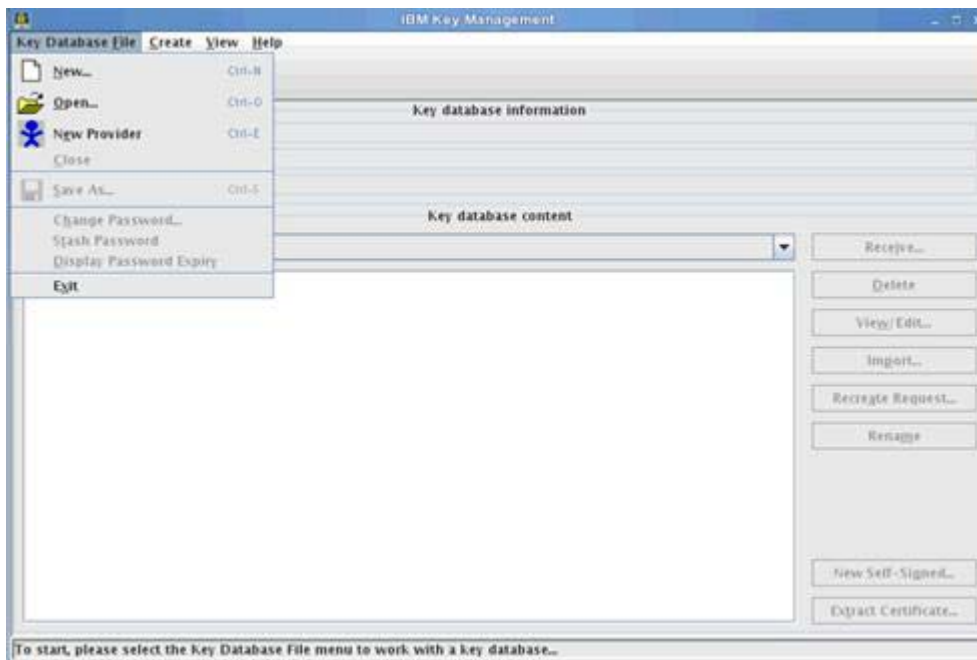 IBM Key Management
Key Database File Create View Help
New... Ctrl-N
Open... Ctrl-O
New Provider Ctrl-E
Close
Save As... Ctrl-S
Change Password...
Stash Password
Display Password Expiry
Exit
Key database information
Key database content
Receive...
Delete
View/Edit...
Import...
Recreate Request...
Rename
New Self-Signed...
Extract Certificate...
To start, please select the Key Database File menu to work with a key database...